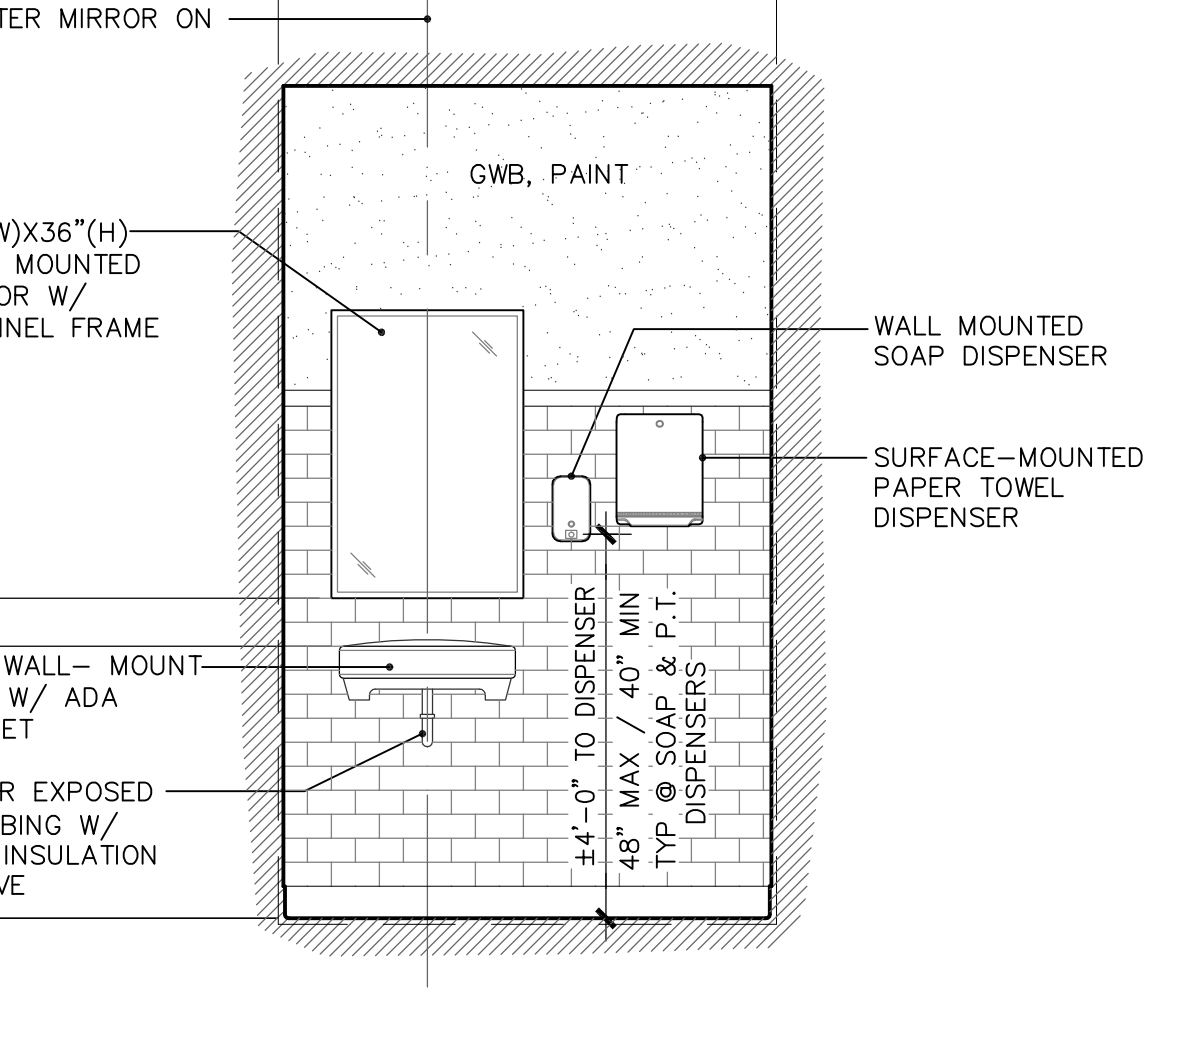 TER MIRROR ON
GWB, PAINT
W)X36"(H)
MOUNTED
OR W/
NNEL FRAME
WALL MOUNTED
SOAP DISPENSER
SURFACE-MOUNTED
PAPER TOWEL
DISPENSER
WALL- MOUNT
W/ ADA
ET
R EXPOSED
BING W/
INSULATION
VE
±4'-0" TO DISPENSER
48" MAX / 40" MIN
TYP @ SOAP & P.T.
DISPENSERS